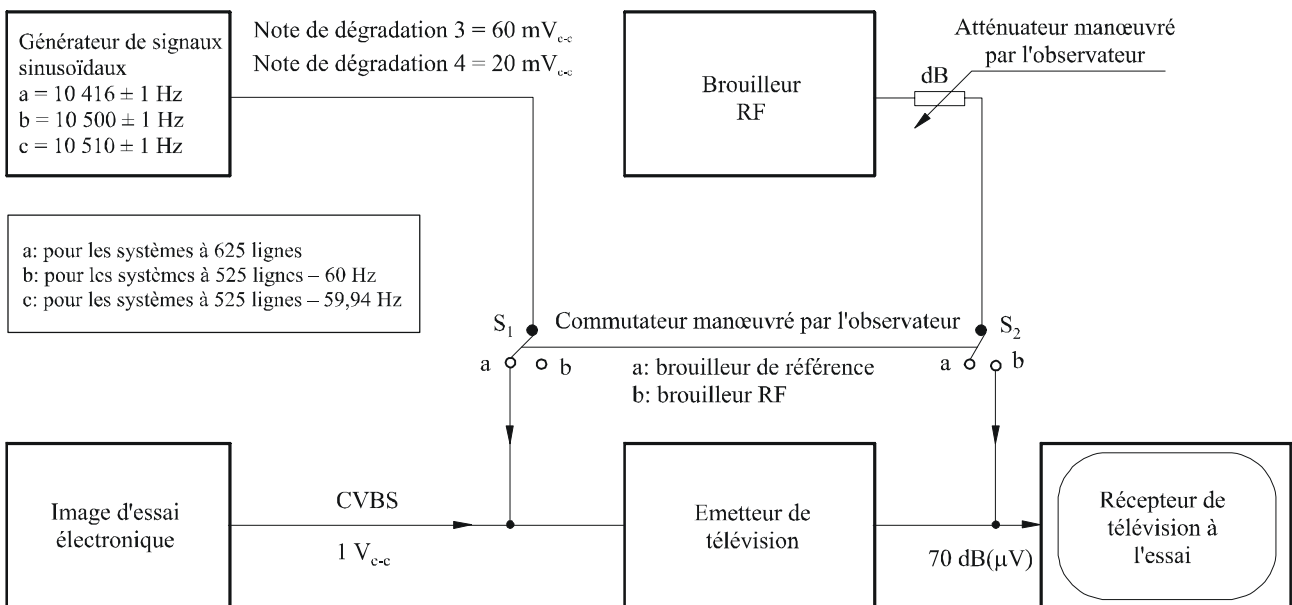 Générateur de signaux
sinusoïdaux
a = 10 416 ± 1 Hz
b = 10 500 ± 1 Hz
c = 10 510 ± 1 Hz
Note de dégradation 3 = 60 mVc-c
Note de dégradation 4 = 20 mVc-c
Brouilleur
RF
dB
Atténuateur manœuvré
par l'observateur
a: pour les systèmes à 625 lignes
b: pour les systèmes à 525 lignes – 60 Hz
c: pour les systèmes à 525 lignes – 59,94 Hz
S1
Commutateur manœuvré par l'observateur
S2
a
b
a: brouilleur de référence
b: brouilleur RF
a
b
Image d'essai
électronique
CVBS
1 Vc-c
Emetteur de
télévision
70 dB(µV)
Récepteur de
télévision à
l'essai